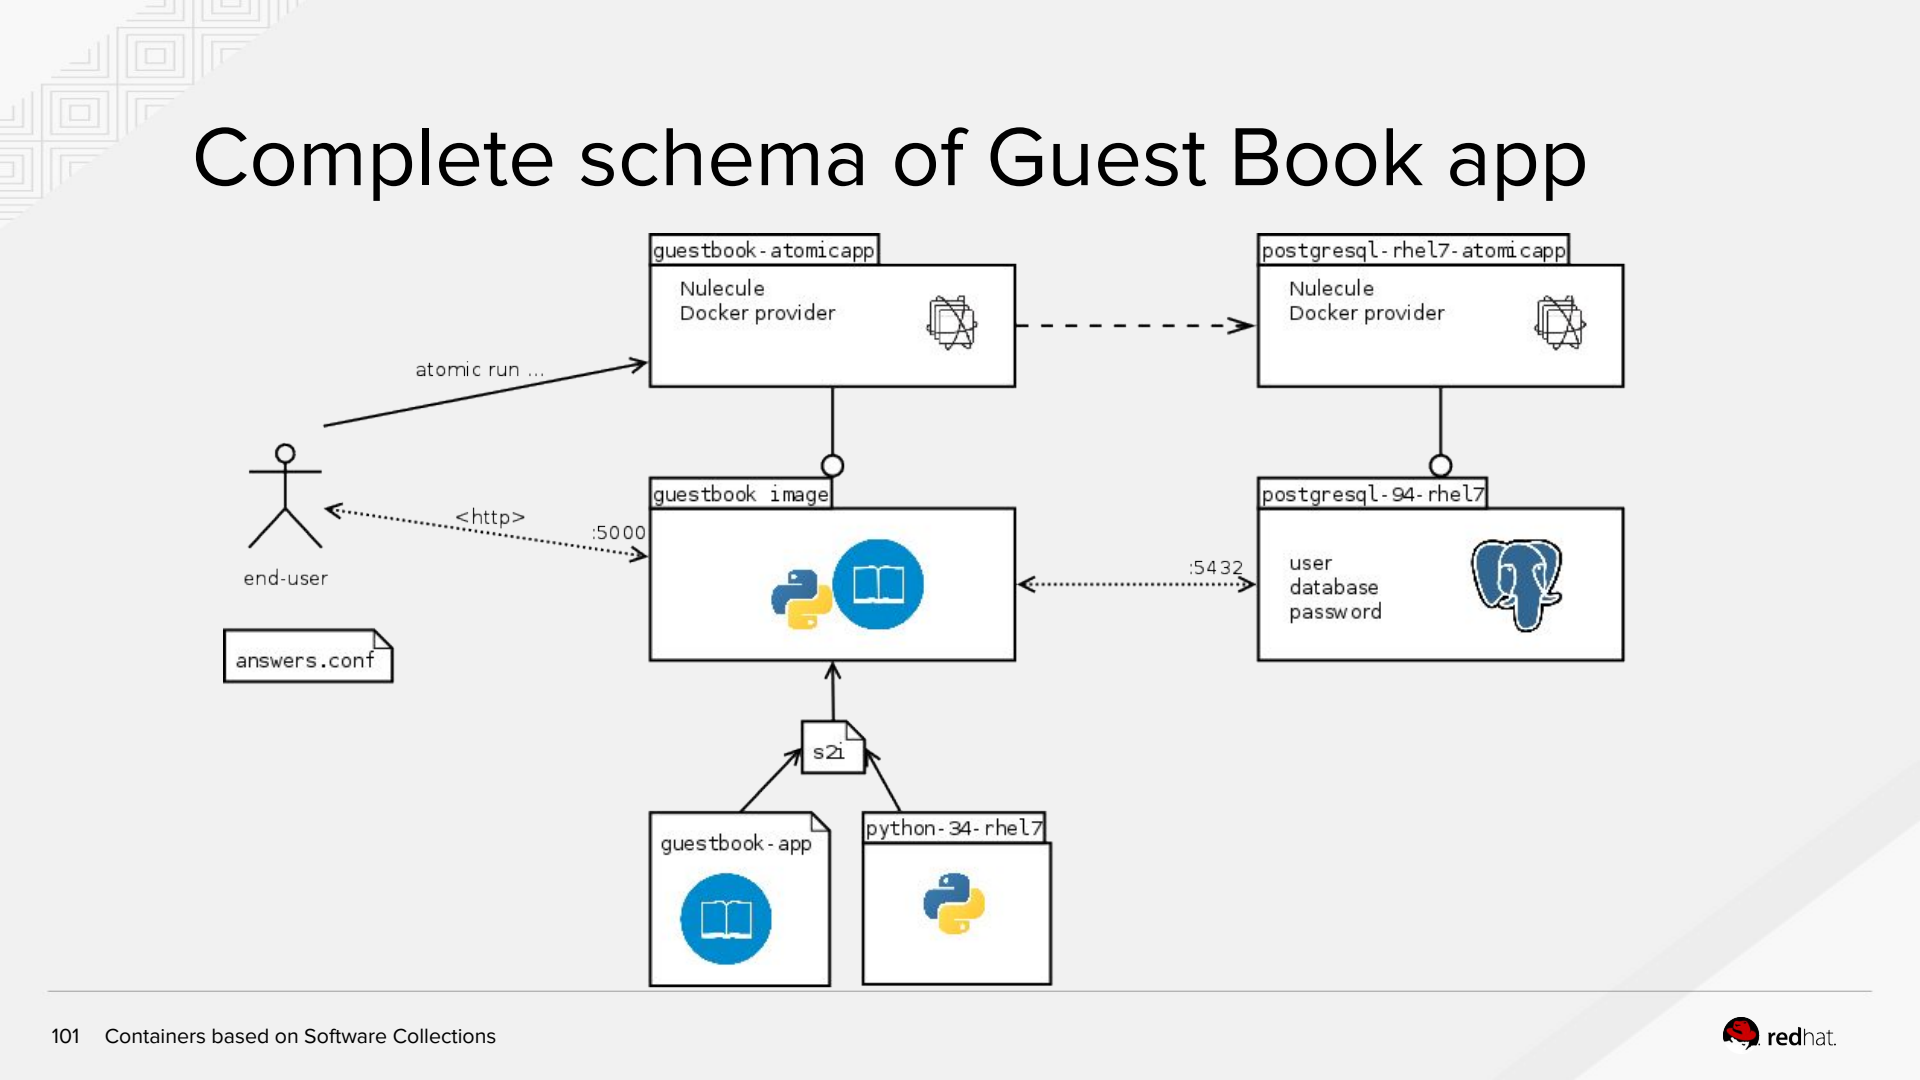 Complete schema of Guest Book app
guestbook-atomicapp
Nulecule
Docker provider
postgresql-rhel7-atomicapp
Nulecule
Docker provider
atomic run ...
<http>
:5000
end-user
answers.conf
guestbook image
:5432
postgresql-94-rhel7
user
database
password
s2i
guestbook-app
python-34-rhel7
101 Containers based on Software Collections
redhat.